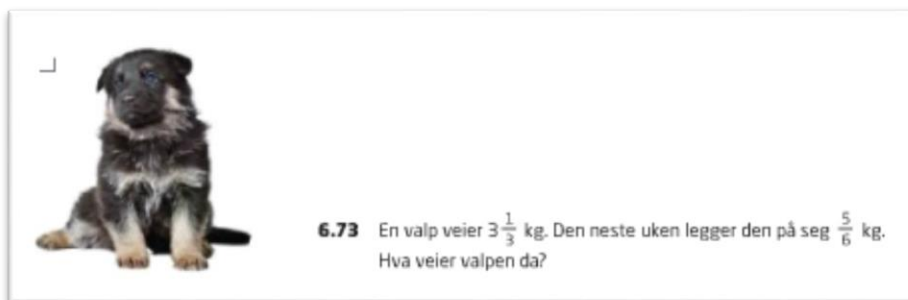 6.73 En valp veier 3 1/3 kg. Den neste uken legger den på seg 5/6 kg.
Hva veier valpen da?